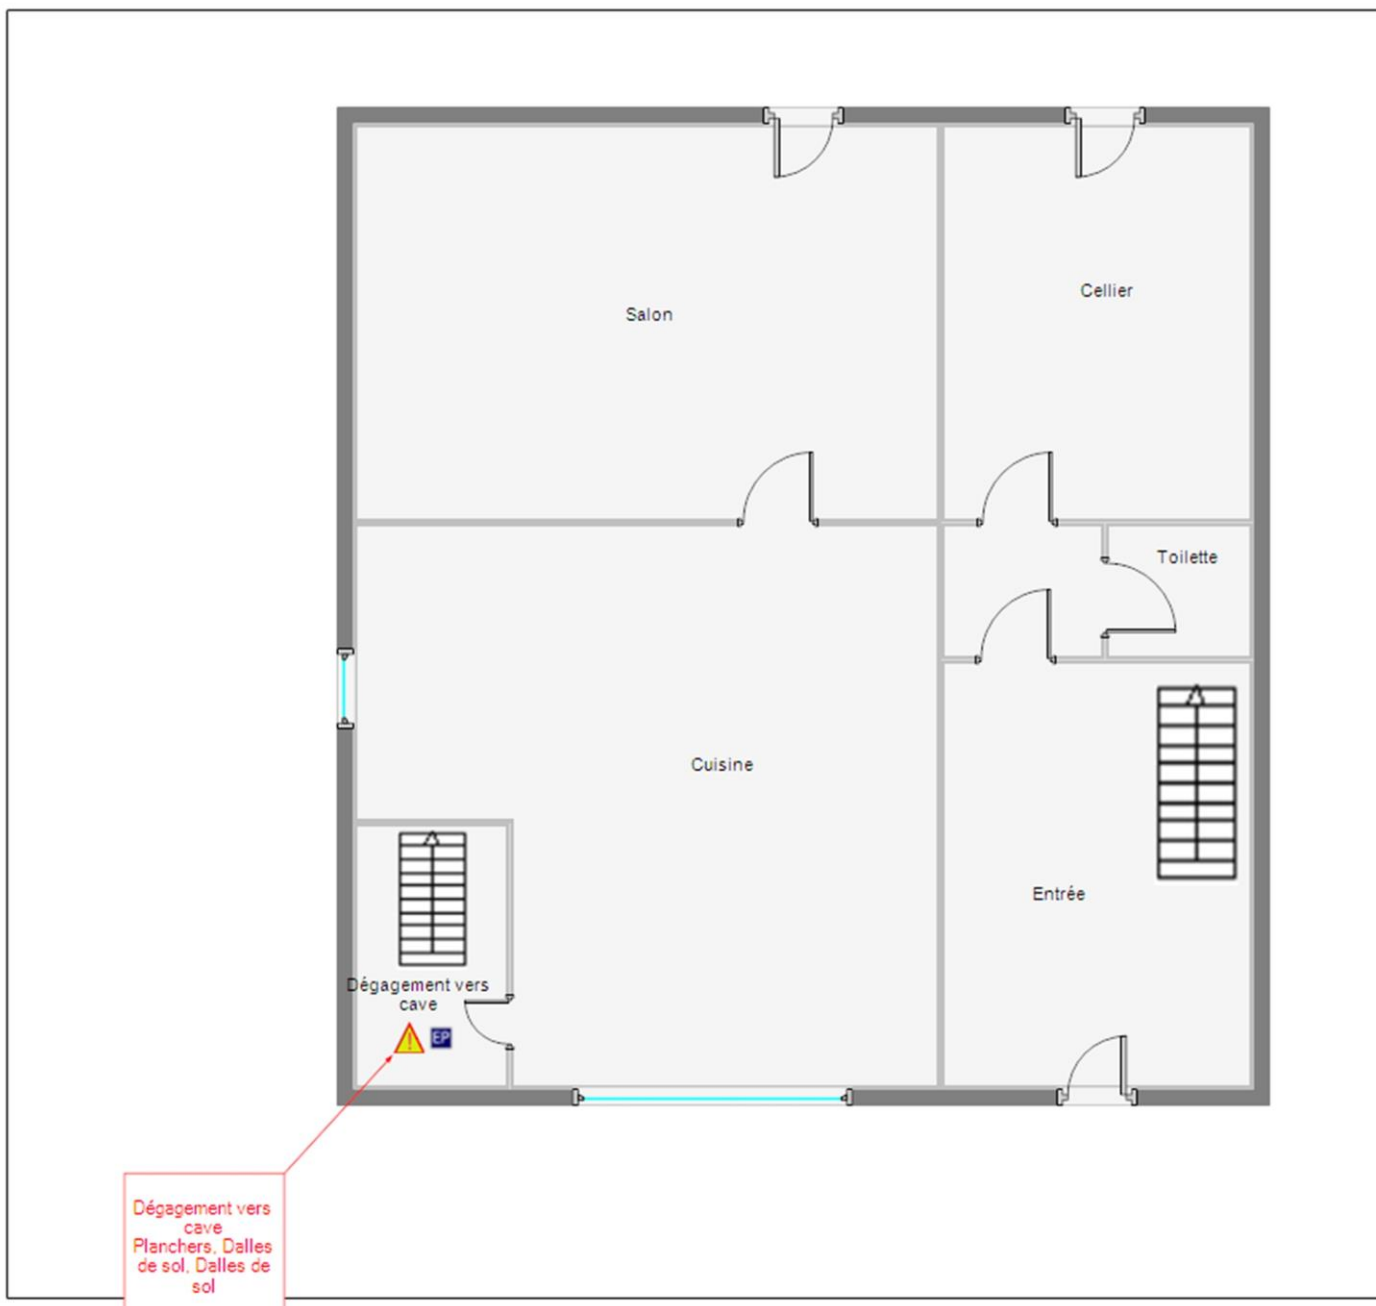 Salon
Cellier
Toilette
Cuisine
Entrée
Dégagement vers
cave
EP
Dégagement vers
cave
Planchers, Dalles
de sol, Dalles de
sol